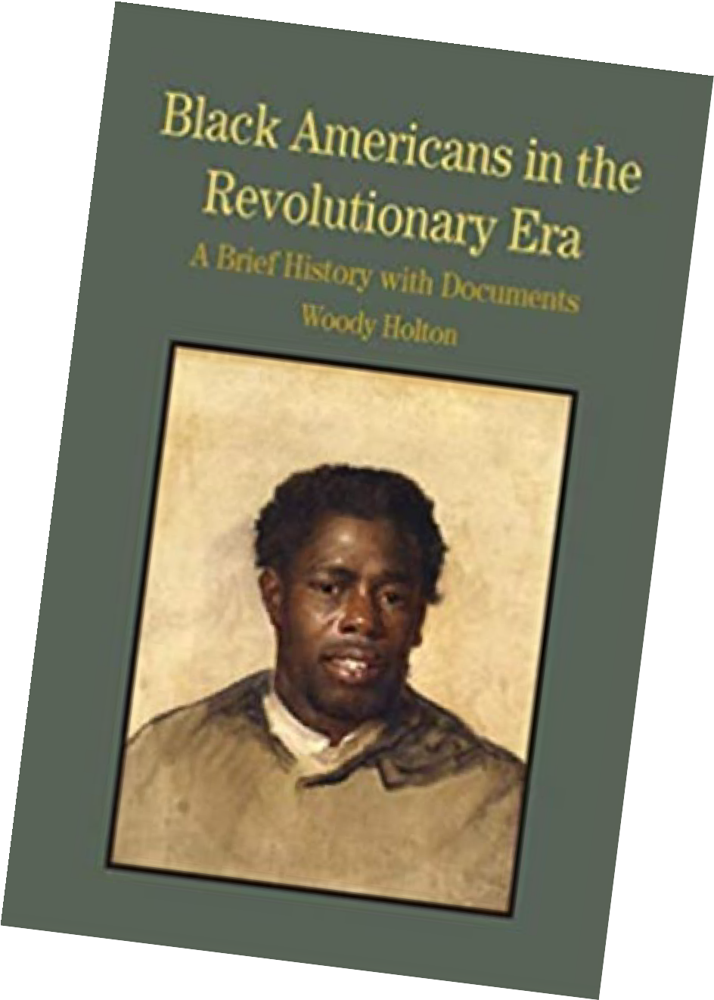 Black Americans in the
Revolutionary Era
A Brief History with Documents
Woody Holton